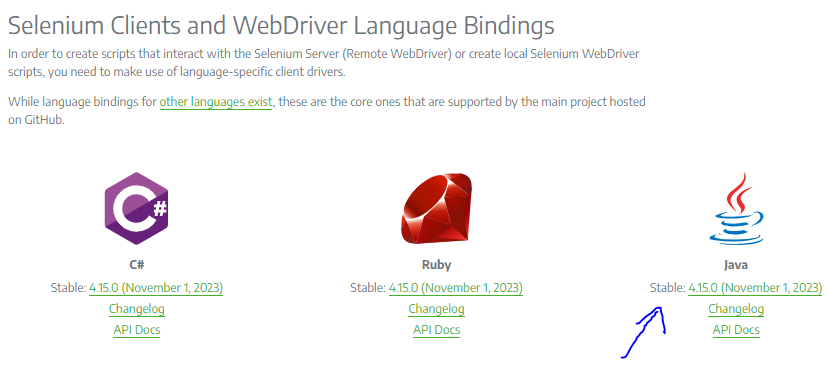 Selenium Clients and WebDriver Language Bindings
In order to create scripts that interact with the Selenium Server (Remote WebDriver) or create local Selenium WebDriver
scripts, you need to make use of language-specific client drivers.
While language bindings for other languages exist, these are the core ones that are supported by the main project hosted
on GitHub.
C#
C# Ruby Java
Stable: 4.15.0 (November 1, 2023) Stable: 4.15.0 (November 1, 2023) Stable: 4.15.0 (November 1, 2023)
Changelog Changelog Changelog
API Docs API Docs API Docs